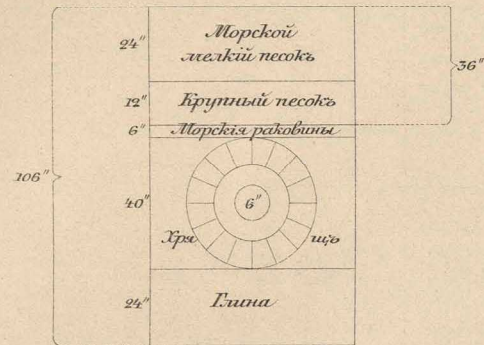 24"
Морской
мелкій песокъ
36"
12"
Крупный песокъ
6"
Морскія раковины
106"
40"
6"
Хря щъ
24"
Глина